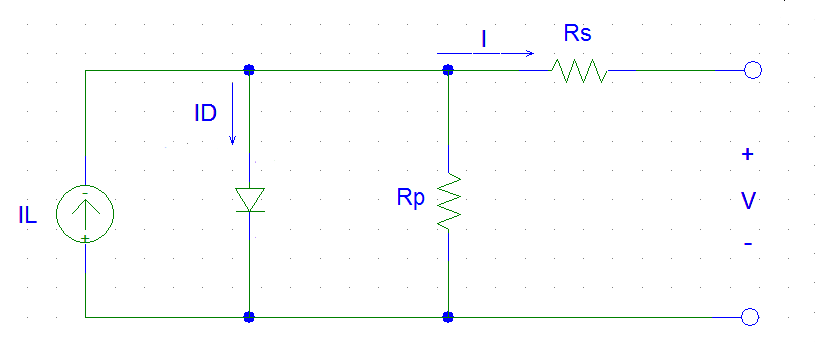 I
Rs
ID
+
Rp
V
IL
-
+
-